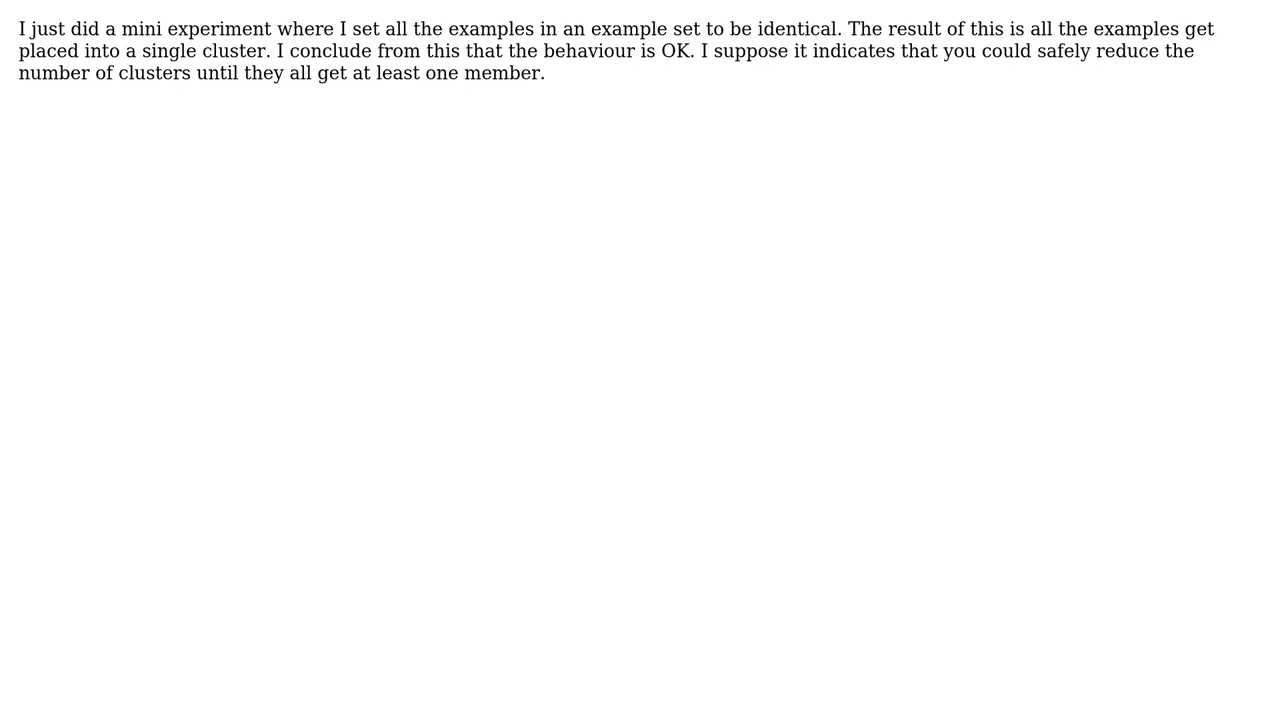 I just did a mini experiment where I set all the examples in an example set to be identical. The result of this is all the examples get
placed into a single cluster. I conclude from this that the behaviour is OK. I suppose it indicates that you could safely reduce the
number of clusters until they all get at least one member.